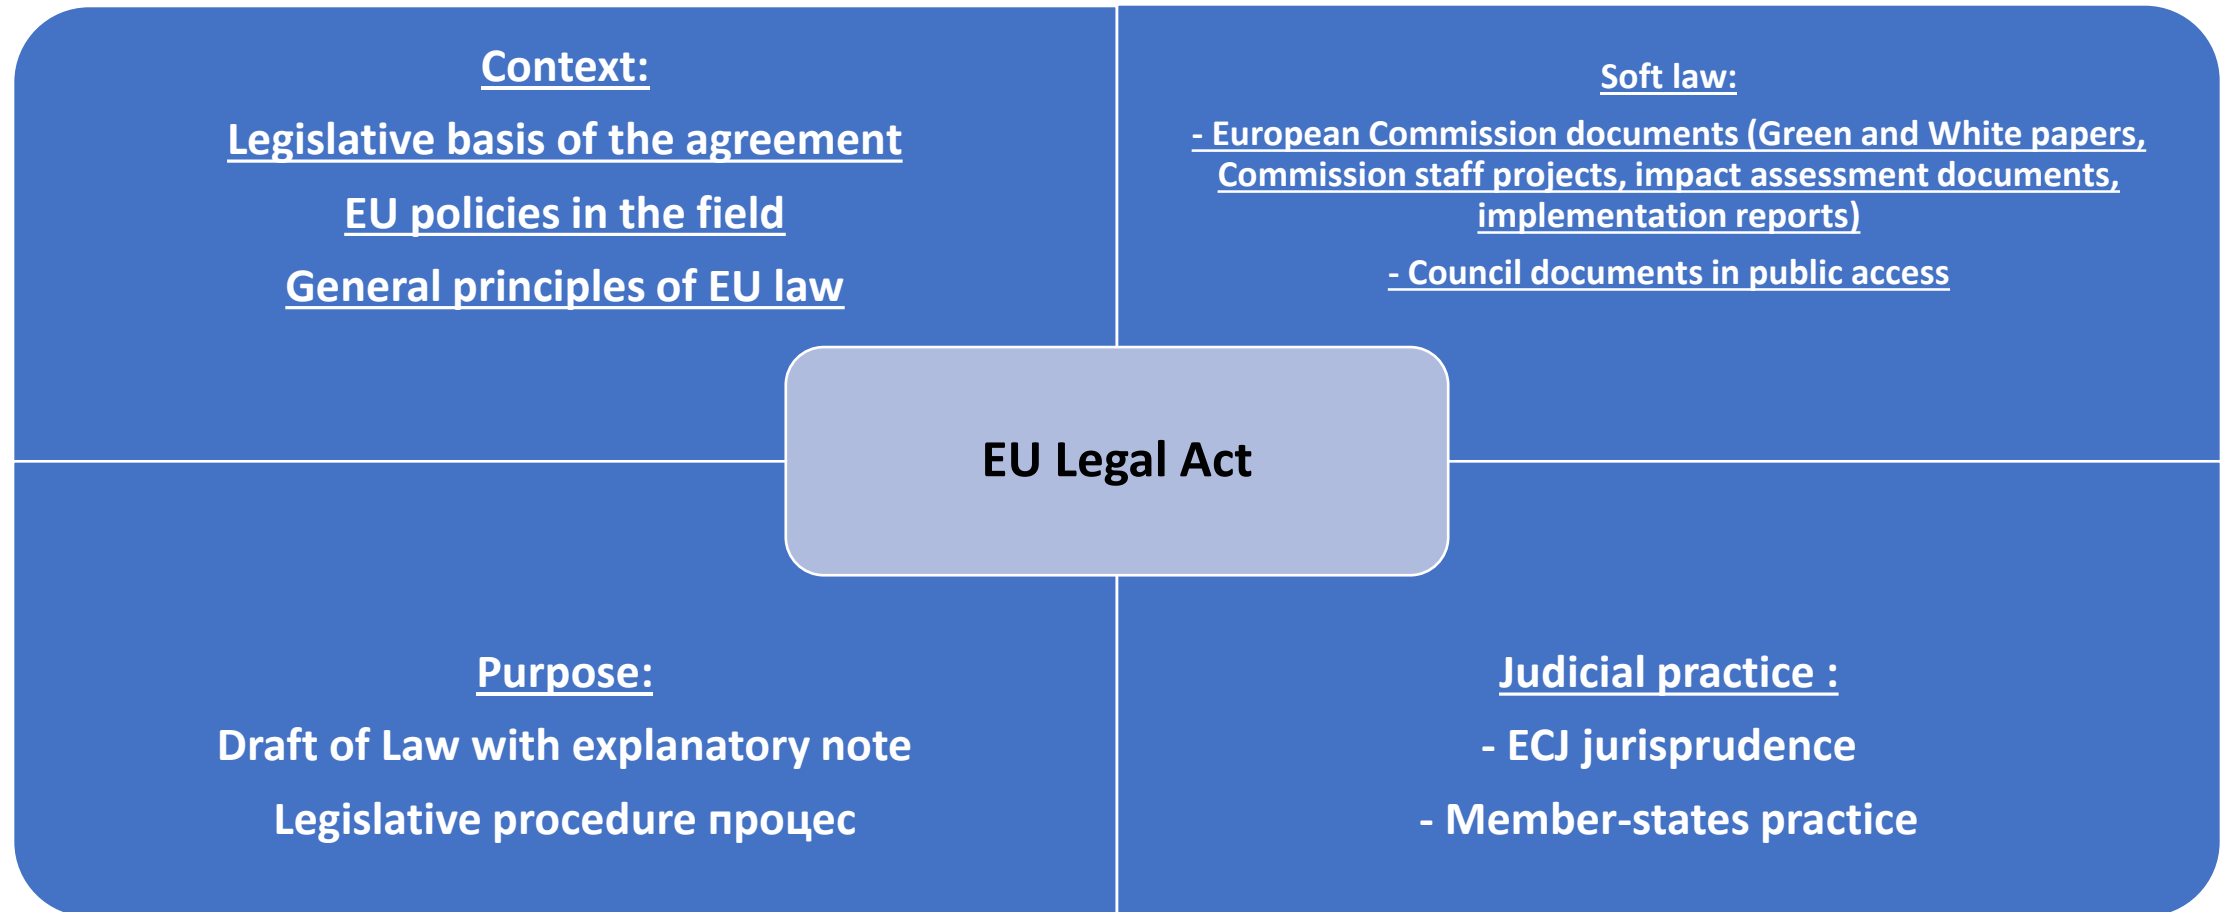 Context:
Legislative basis of the agreement
EU policies in the field
General principles of EU law
Soft law:
- European Commission documents (Green and White papers,
Commission staff projects, impact assessment documents,
implementation reports)
- Council documents in public access
EU Legal Act
Purpose:
Draft of Law with explanatory note
Legislative procedure процес
Judicial practice :
- ECJ jurisprudence
- Member-states practice